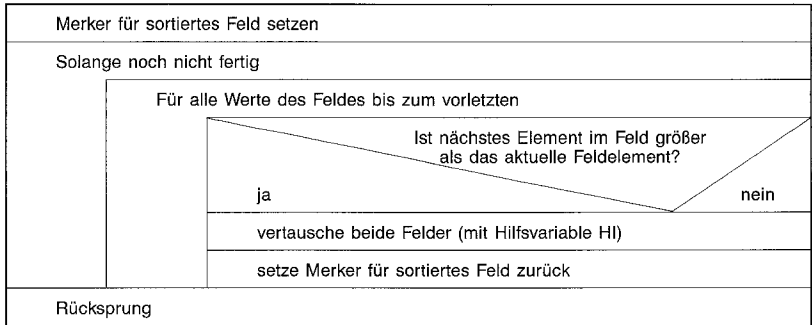 Merker für sortiertes Feld setzen
Solange noch nicht fertig
Für alle Werte des Feldes bis zum vorletzten
Ist nächstes Element im Feld größer
als das aktuelle Feldelement?
ja
nein
vertausche beide Felder (mit Hilfsvariable HI)
setze Merker für sortiertes Feld zurück
Rücksprung